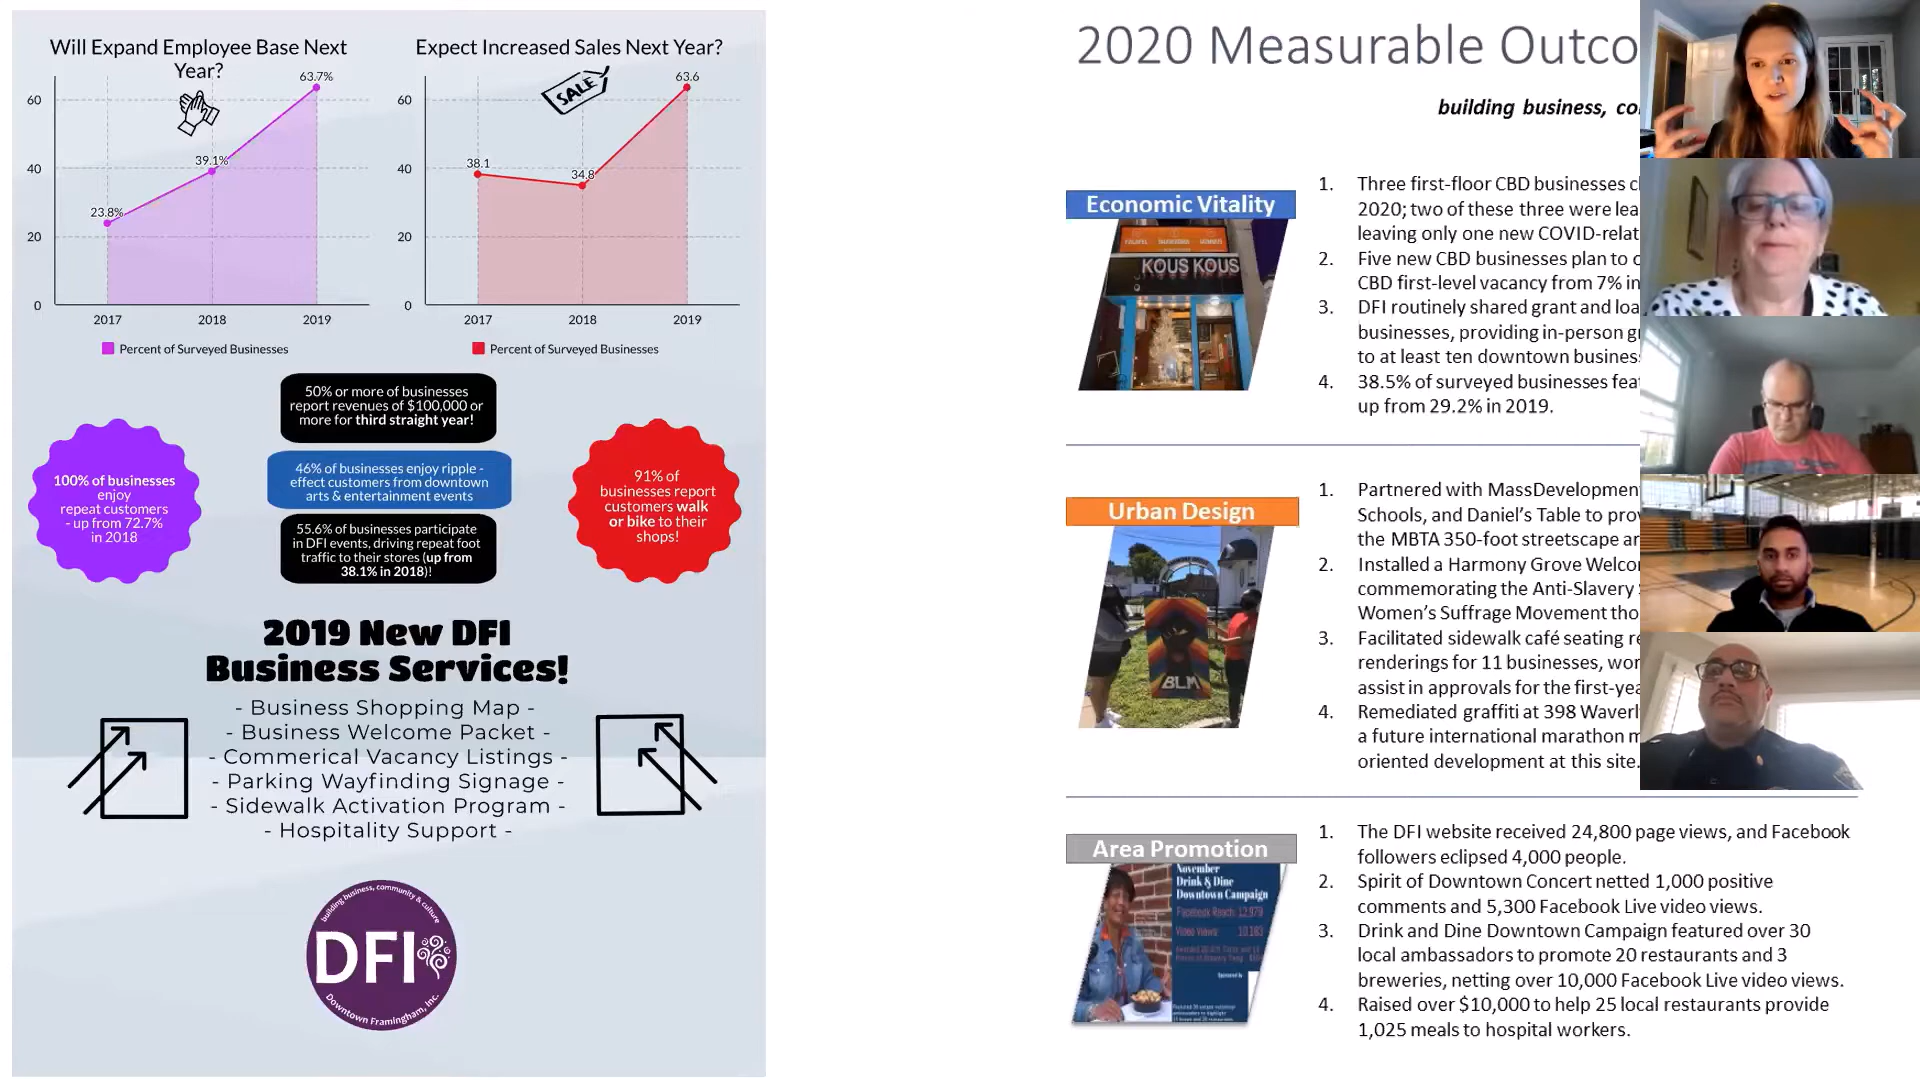 Will Expand Employee Base Next
Year?
63.7%
60
39.1%
40
23.8%
20
0
2017 2018 2019
Percent of Surveyed Businesses
Expect Increased Sales Next Year?
SALE
63.6
60
40
38.1
34.8
20
0
2017 2018 2019
Percent of Surveyed Businesses
50% or more of businesses
report revenues of $100,000 or
more for third straight year!
100% of businesses
enjoy
repeat customers
- up from 72.7%
in 2018
46% of businesses enjoy ripple -
effect customers from downtown
arts & entertainment events
55.6% of businesses participate
in DFI events, driving repeat foot
traffic to their stores (up from
38.1% in 2018)!
91% of
businesses report
customers walk
or bike to their
shops!
2019 New DFI
Business Services!
- Business Shopping Map -
- Business Welcome Packet -
- Commerical Vacancy Listings -
- Parking Wayfinding Signage -
- Sidewalk Activation Program -
- Hospitality Support -
building business, community & culture
DFI
Downtown Framingham, Inc.
2020 Measurable Outco
building business, co
Economic Vitality
KOUS KOUS
1. Three first-floor CBD businesses
2020; two of these three were
leaving only one new COVID-relat
2. Five new CBD businesses plan to
CBD first-level vacancy from 7% in
3. DFI routinely shared grant and
businesses, providing in-person
to at least ten downtown
4. 38.5% of surveyed businesses
up from 29.2% in 2019.
Urban Design
BLM
1. Partnered with MassDevelopmen
Schools, and Daniel's Table to
the MBTA 350-foot streetscape
2. Installed a Harmony Grove
commemorating the Anti-Slavery
Women's Suffrage Movement
3. Facilitated sidewalk café seating
renderings for 11 businesses,
assist in approvals for the
4. Remediated graffiti at 398
a future international marathon
oriented development at this site.
Area Promotion
November
Drink & Dine
Downtown Campaign
Facebook Reach: 12,979
Video Views: 10,183
1. The DFI website received 24,800 page views, and Facebook
followers eclipsed 4,000 people.
2. Spirit of Downtown Concert netted 1,000 positive
comments and 5,300 Facebook Live video views.
3. Drink and Dine Downtown Campaign featured over 30
local ambassadors to promote 20 restaurants and 3
breweries, netting over 10,000 Facebook Live video views.
4. Raised over $10,000 to help 25 local restaurants provide
1,025 meals to hospital workers.